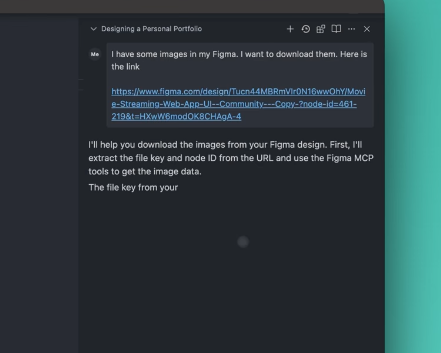 Designing a Personal Portfolio
Me
I have some images in my Figma. I want to download them. Here is
the link
https://www.figma.com/design/Tucn44MBRmVlr0N16wwOhY/Movi
e-Streaming-Web-App-UI--Community---Copy-?node-id=461-
219&t=HXwW6modOK8CHAgA-4
I'll help you download the images from your Figma design. First, I'll
extract the file key and node ID from the URL and use the Figma MCP
tools to get the image data.
The file key from your